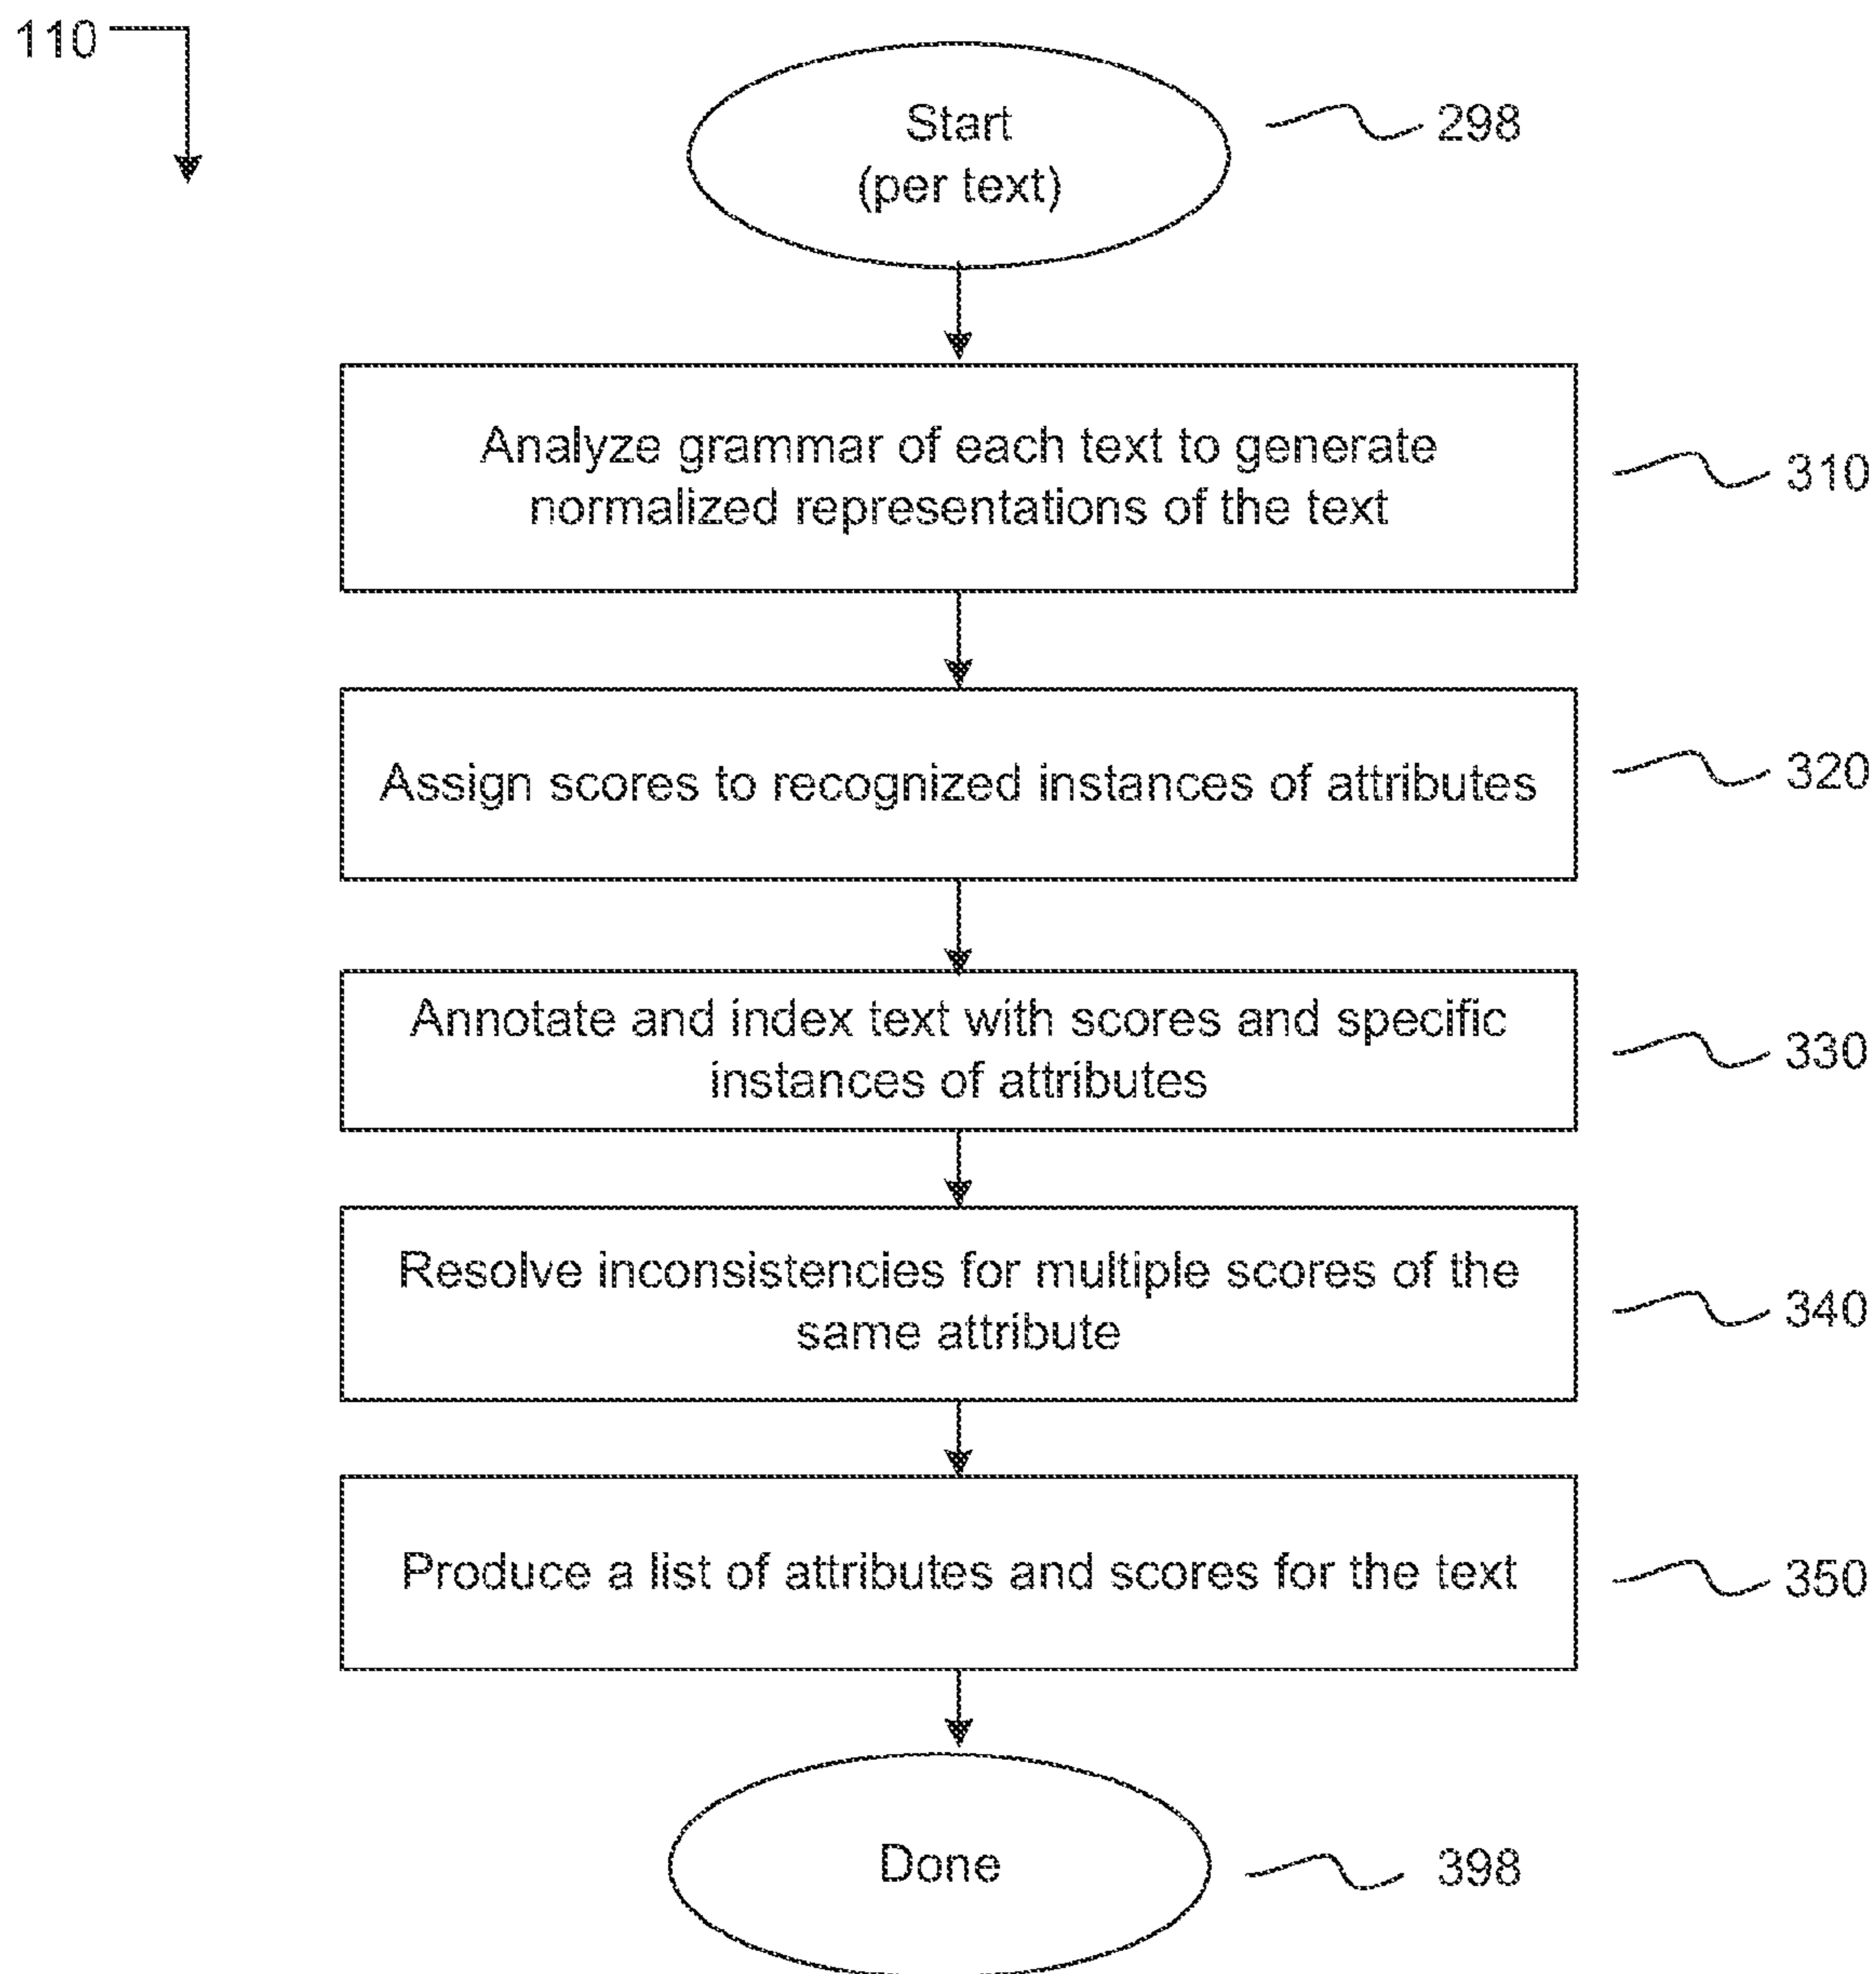 110
Start
298
(per text)
Analyze grammar of each text to generate
normalized representations of the text
310
Assign scores to recognized instances of attributes
320
Annotate and index text with scores and specific
instances of attributes
330
Resolve inconsistencies for multiple scores of the
same attribute
340
Produce a list of attributes and scores for the text
350
Done
398